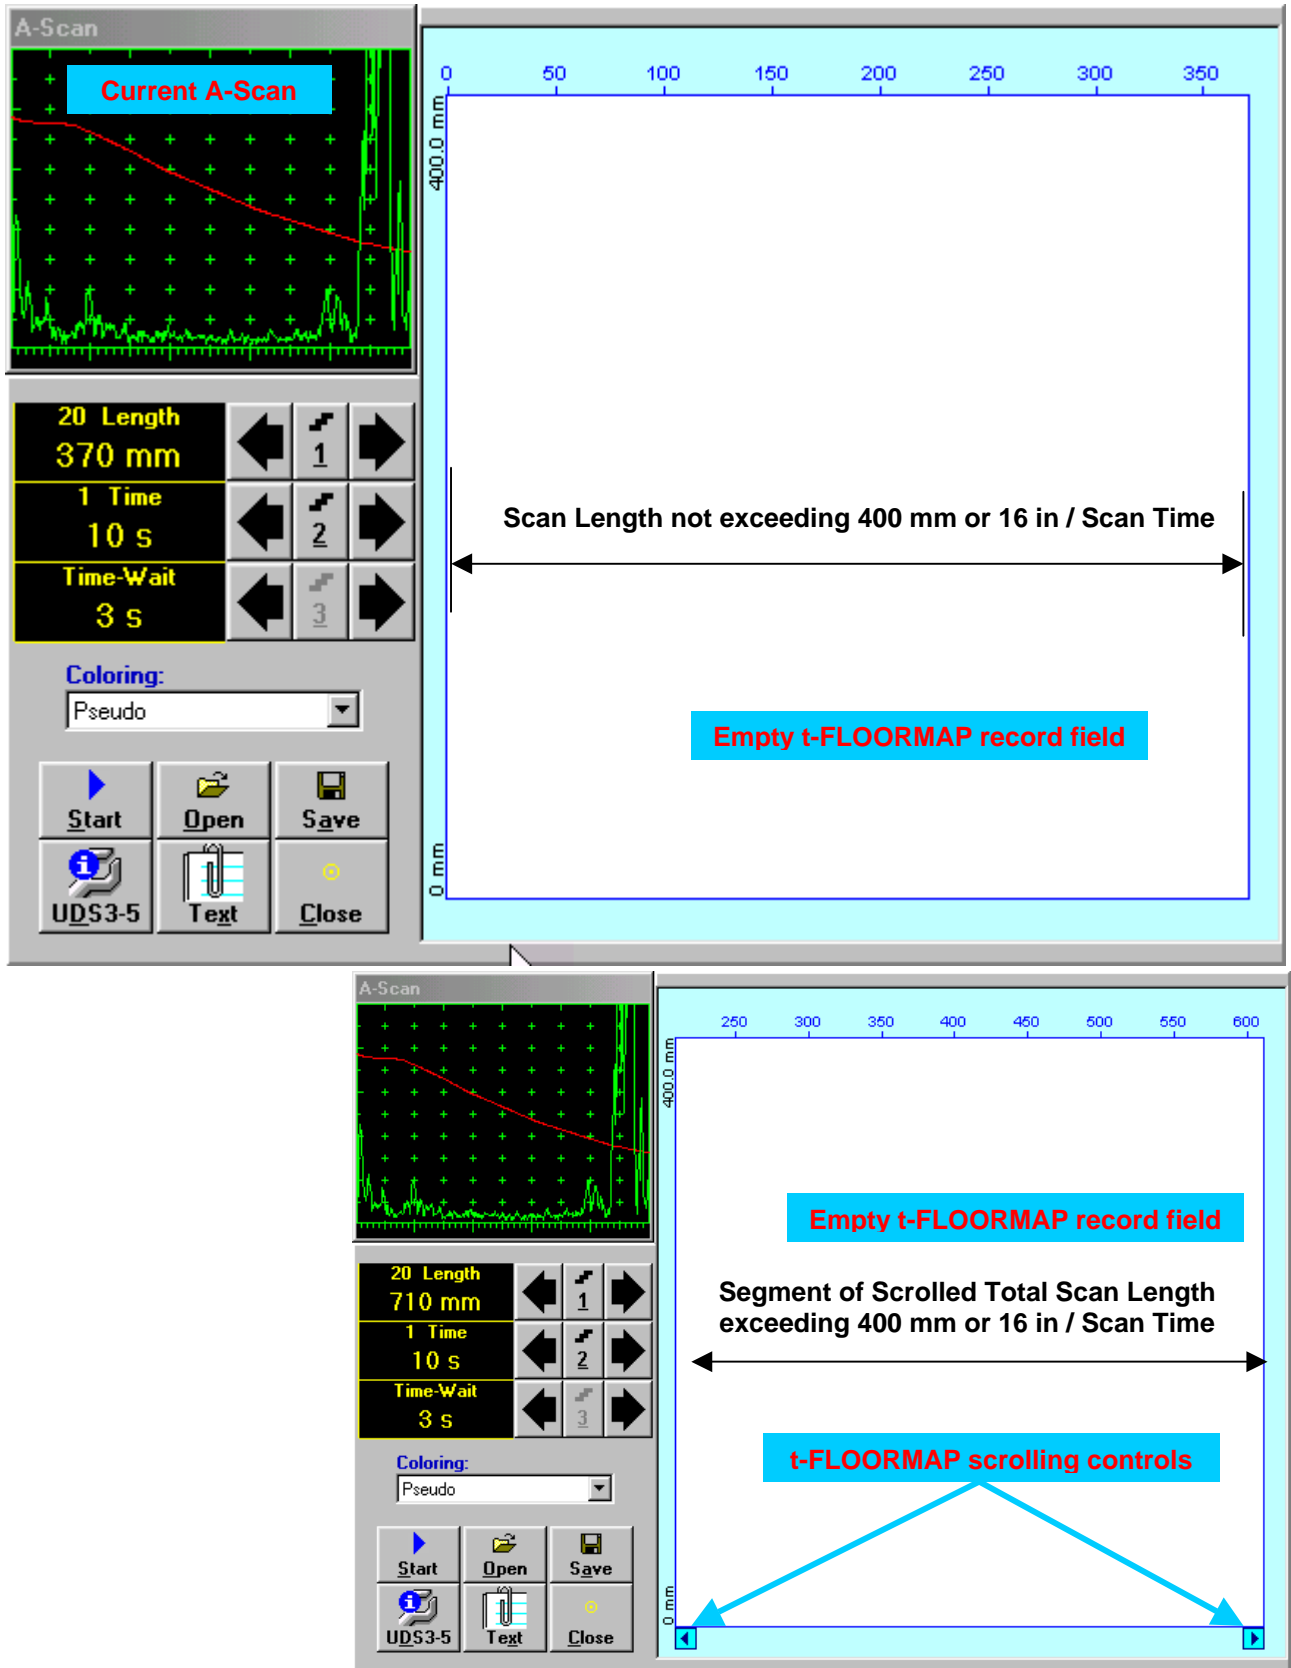 A-Scan
Current A-Scan
0 50 100 150 200 250 300 350
400.0 mm
20 Length
370 mm
1
1 Time
10 s
2
Time-Wait
3 s
3
Scan Length not exceeding 400 mm or 16 in / Scan Time
Coloring:
Pseudo
Empty t-FLOORMAP record field
Start Open Save
UDS3-5 Text Close
0 mm
A-Scan
250 300 350 400 450 500 550 600
400.0 mm
Empty t-FLOORMAP record field
20 Length
710 mm
1
1 Time
10 s
2
Time-Wait
3 s
3
Segment of Scrolled Total Scan Length
exceeding 400 mm or 16 in / Scan Time
t-FLOORMAP scrolling controls
Coloring:
Pseudo
Start Open Save
UDS3-5 Text Close
0 mm